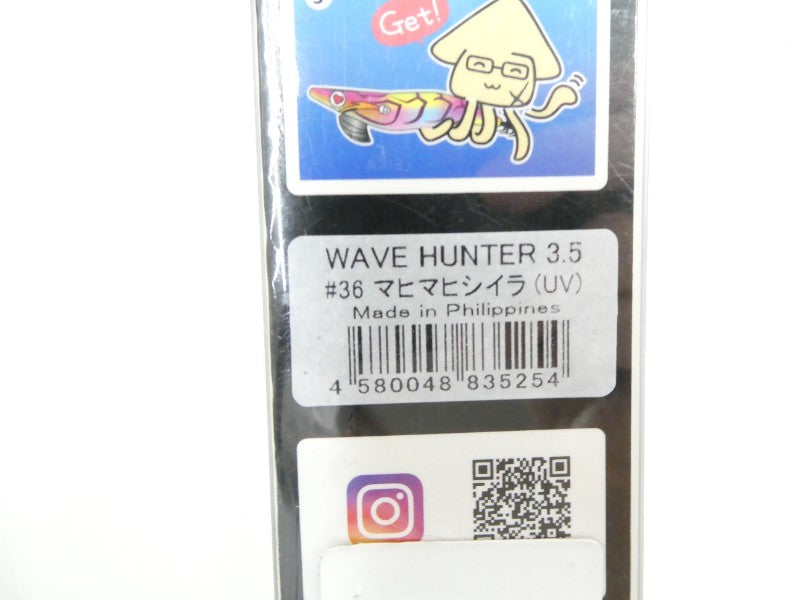 Get!
WAVE HUNTER 3.5
#36 マヒマヒシイラ(UV)
Made in Philippines
4 580048 835254